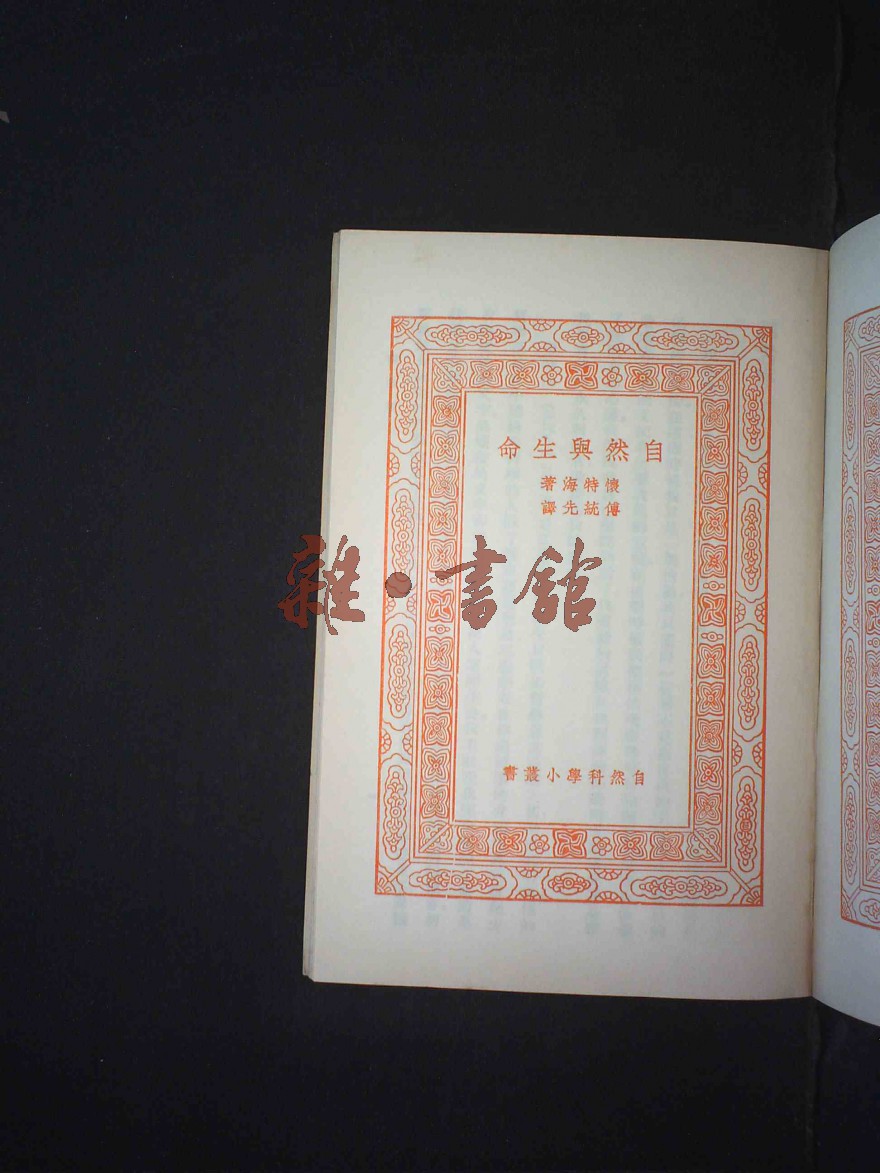 自然與生命
懷特海著
傅統先譯
雜·書館
自然科學小叢書